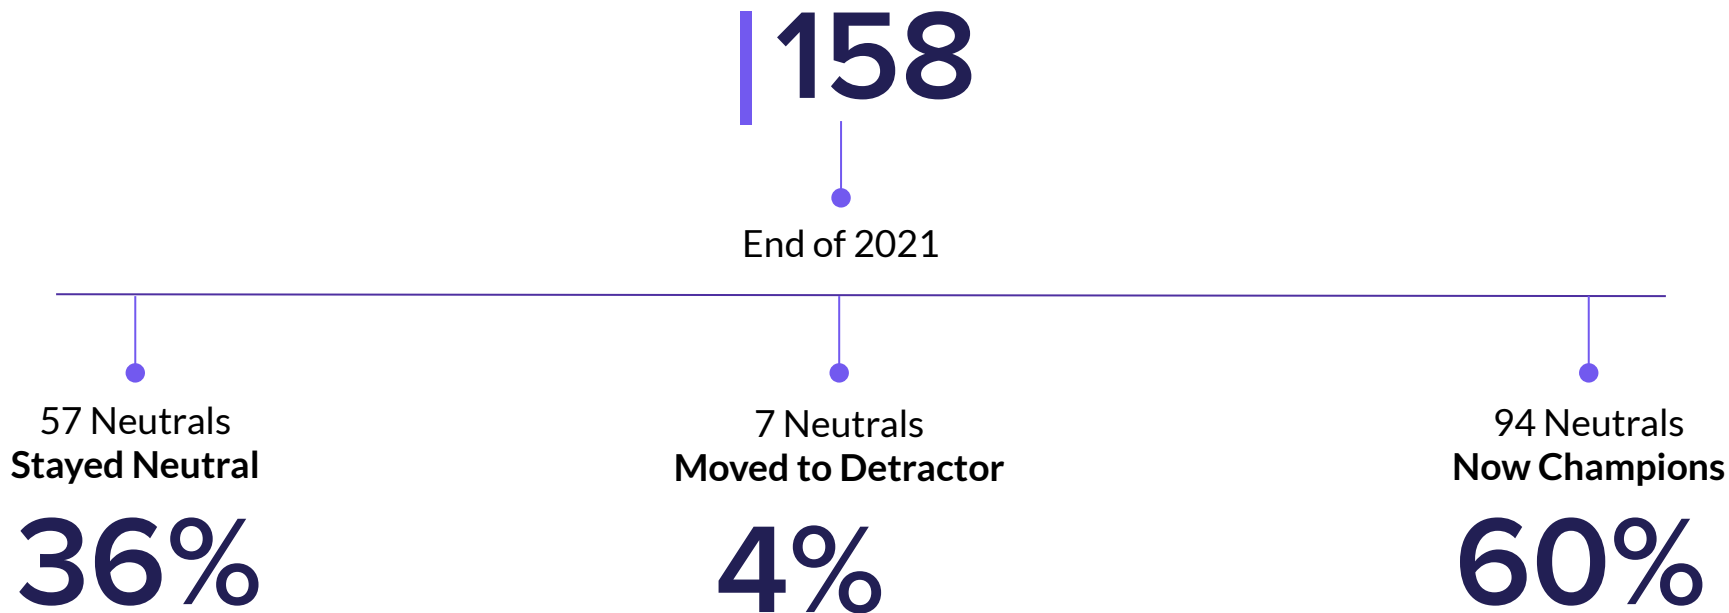 158
End of 2021
57 Neutrals
Stayed Neutral
36%
7 Neutrals
Moved to Detractor
4%
94 Neutrals
Now Champions
60%